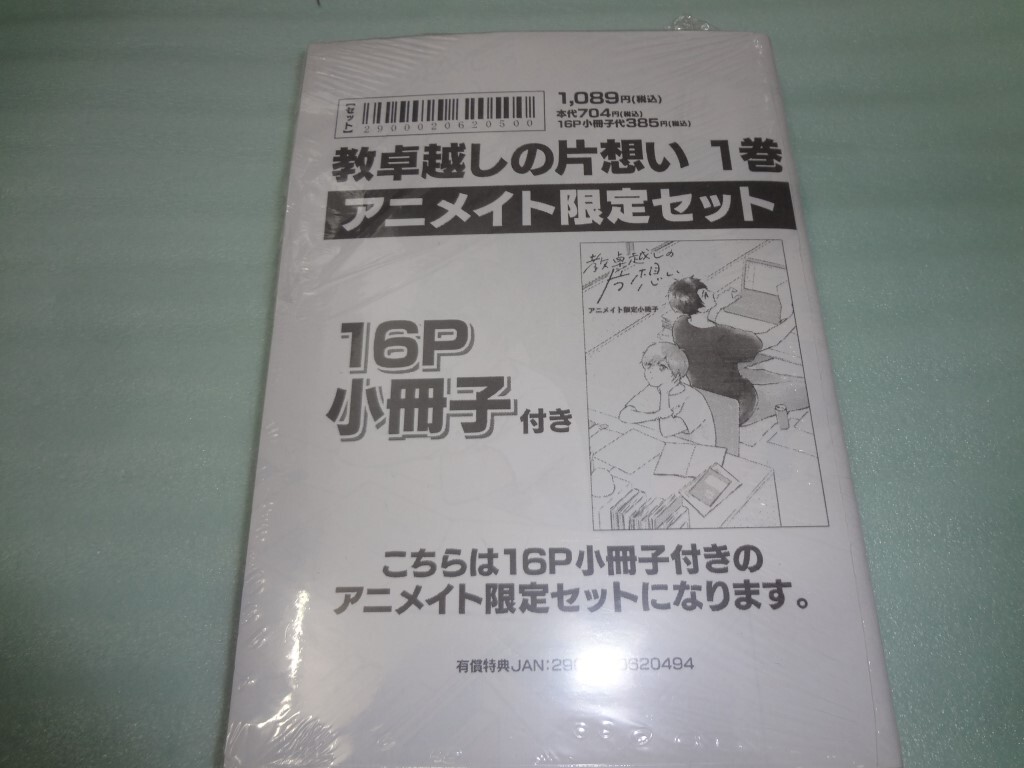 【セット】
2900020620500
1,089円(税込)
本代704円(税込)
16P小冊子代385円(税込)
教卓越しの片想い 1巻
アニメイト限定セット
教卓越しの
片想い
アニメイト限定小冊子
16P
小冊子付き
こちらは16P小冊子付きの
アニメイト限定セットになります。
有償特典JAN:290 0620494